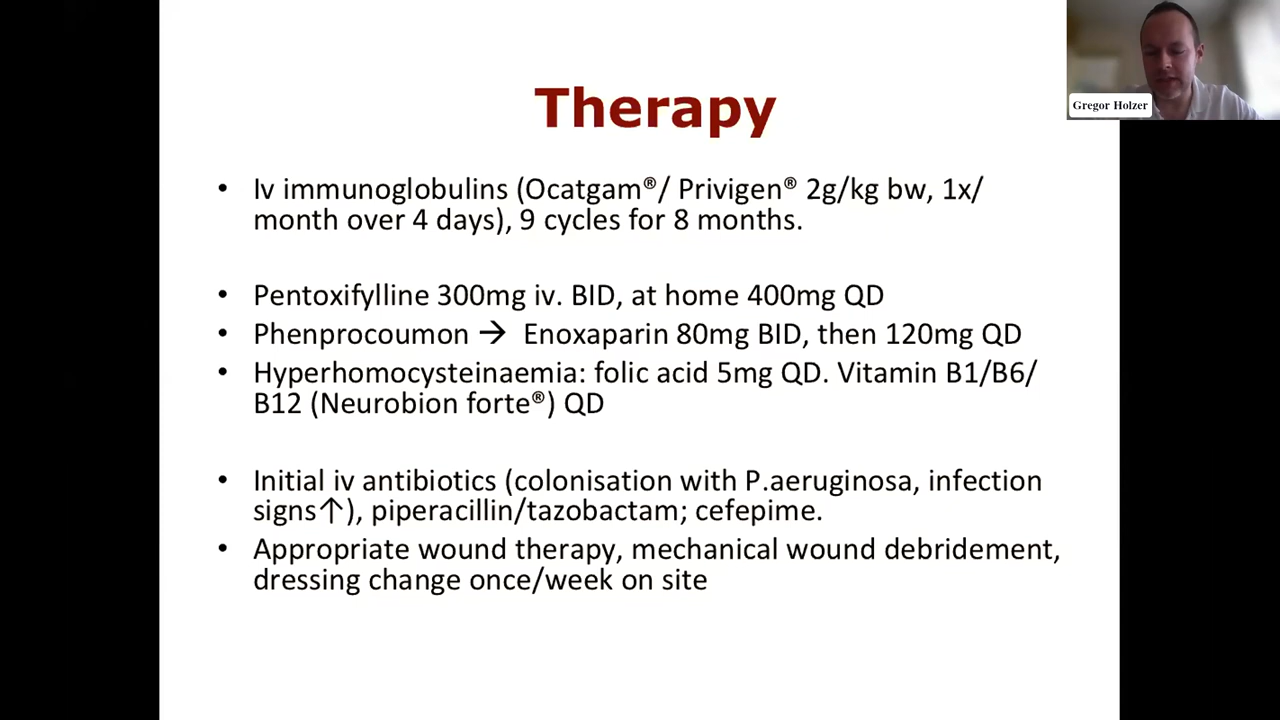 Gregor Holzer
Therapy
• Iv immunoglobulins (Ocatgam®/ Privigen® 2g/kg bw, 1x/
month over 4 days), 9 cycles for 8 months.
• Pentoxifylline 300mg iv. BID, at home 400mg QD
• Phenprocoumon → Enoxaparin 80mg BID, then 120mg QD
• Hyperhomocysteinaemia: folic acid 5mg QD. Vitamin B1/B6/
B12 (Neurobion forte®) QD
• Initial iv antibiotics (colonisation with P.aeruginosa, infection
signs↑), piperacillin/tazobactam; cefepime.
• Appropriate wound therapy, mechanical wound debridement,
dressing change once/week on site